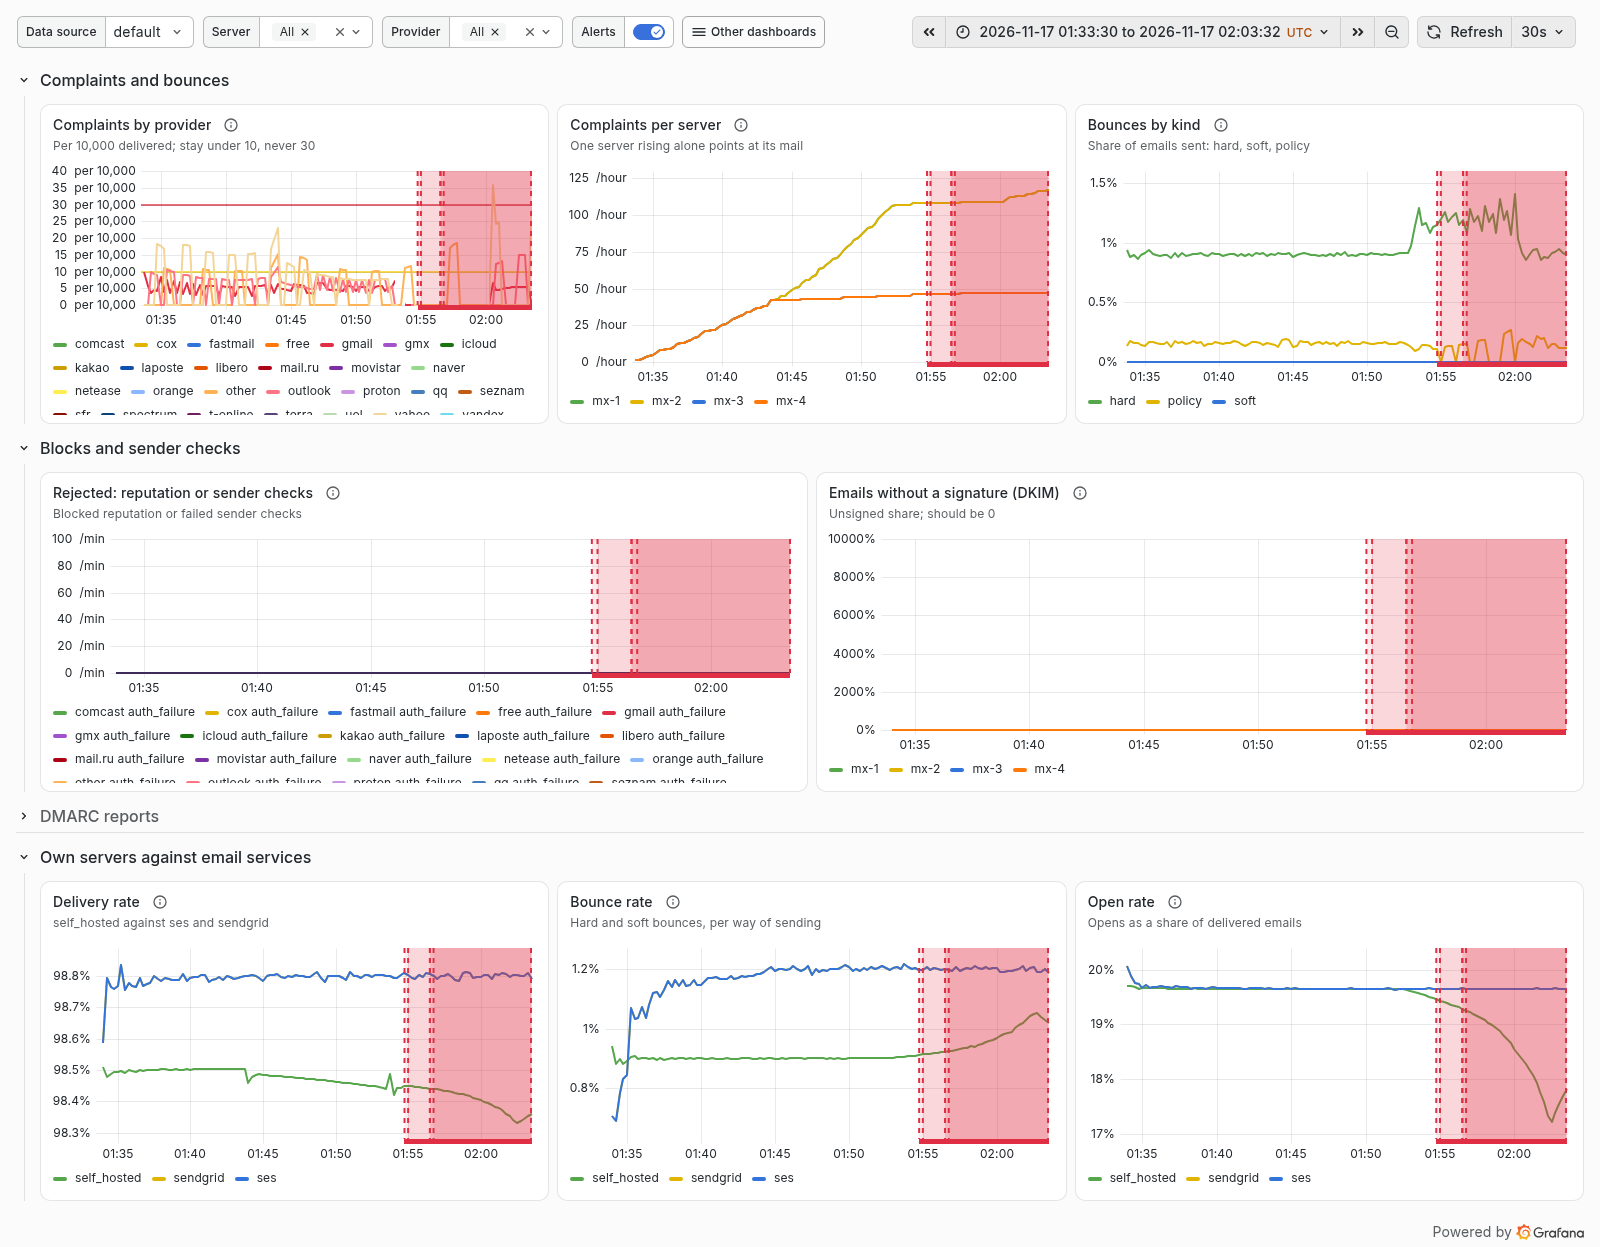 Data source default Server All Provider All Alerts Other dashboards 2026-11-17 01:33:30 to 2026-11-17 02:03:32 UTC Refresh 30s
Complaints and bounces
Complaints by provider
Per 10,000 delivered; stay under 10, never 30
40 per 10,000
35 per 10,000
30 per 10,000
25 per 10,000
20 per 10,000
15 per 10,000
10 per 10,000
5 per 10,000
0 per 10,000
01:35 01:40 01:45 01:50 01:55 02:00
comcast cox fastmail free gmail gmx icloud
kakao laposte libero mail.ru movistar naver
netease orange other outlook proton qq seznam
sfr spectrum t-online terra uol yahoo yandex
Complaints per server
One server rising alone points at its mail
125 /hour
100 /hour
75 /hour
50 /hour
25 /hour
0 /hour
01:35 01:40 01:45 01:50 01:55 02:00
mx-1 mx-2 mx-3 mx-4
Bounces by kind
Share of emails sent: hard, soft, policy
1.5%
1%
0.5%
0%
01:35 01:40 01:45 01:50 01:55 02:00
hard policy soft
Blocks and sender checks
Rejected: reputation or sender checks
Blocked reputation or failed sender checks
100 /min
80 /min
60 /min
40 /min
20 /min
0 /min
01:35 01:40 01:45 01:50 01:55 02:00
comcast auth_failure cox auth_failure fastmail auth_failure free auth_failure gmail auth_failure
gmx auth_failure icloud auth_failure kakao auth_failure laposte auth_failure libero auth_failure
mail.ru auth_failure movistar auth_failure naver auth_failure netease auth_failure orange auth_failure
other auth_failure outlook auth_failure proton auth_failure qq auth_failure seznam auth_failure
Emails without a signature (DKIM)
Unsigned share; should be 0
10000%
8000%
6000%
4000%
2000%
0%
01:35 01:40 01:45 01:50 01:55 02:00
mx-1 mx-2 mx-3 mx-4
DMARC reports
Own servers against email services
Delivery rate
self_hosted against ses and sendgrid
98.8%
98.7%
98.6%
98.5%
98.4%
98.3%
01:35 01:40 01:45 01:50 01:55 02:00
self_hosted sendgrid ses
Bounce rate
Hard and soft bounces, per way of sending
1.2%
1%
0.8%
01:35 01:40 01:45 01:50 01:55 02:00
self_hosted sendgrid ses
Open rate
Opens as a share of delivered emails
20%
19%
18%
17%
01:35 01:40 01:45 01:50 01:55 02:00
self_hosted sendgrid ses
Powered by Grafana